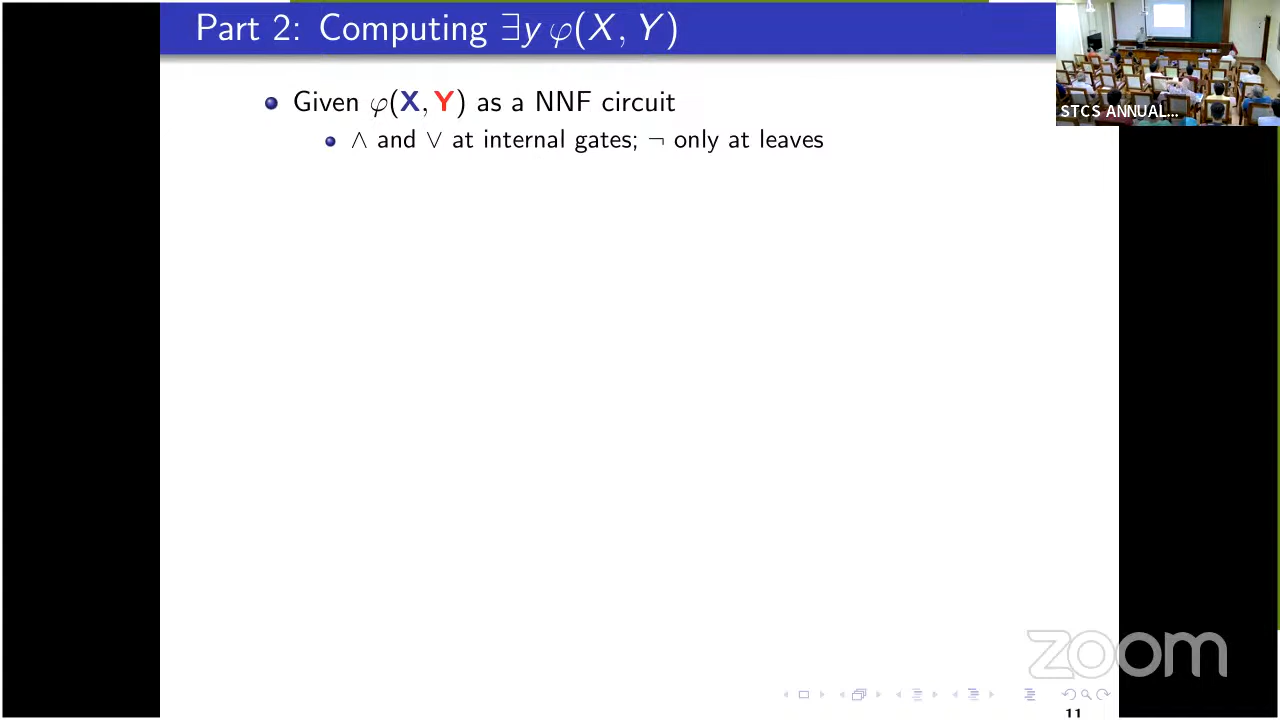 Part 2: Computing ∃y φ(X, Y)
Given φ(X, Y) as a NNF circuit
∧ and ∨ at internal gates; ¬ only at leaves
STCS ANNUAL...
zoom
11